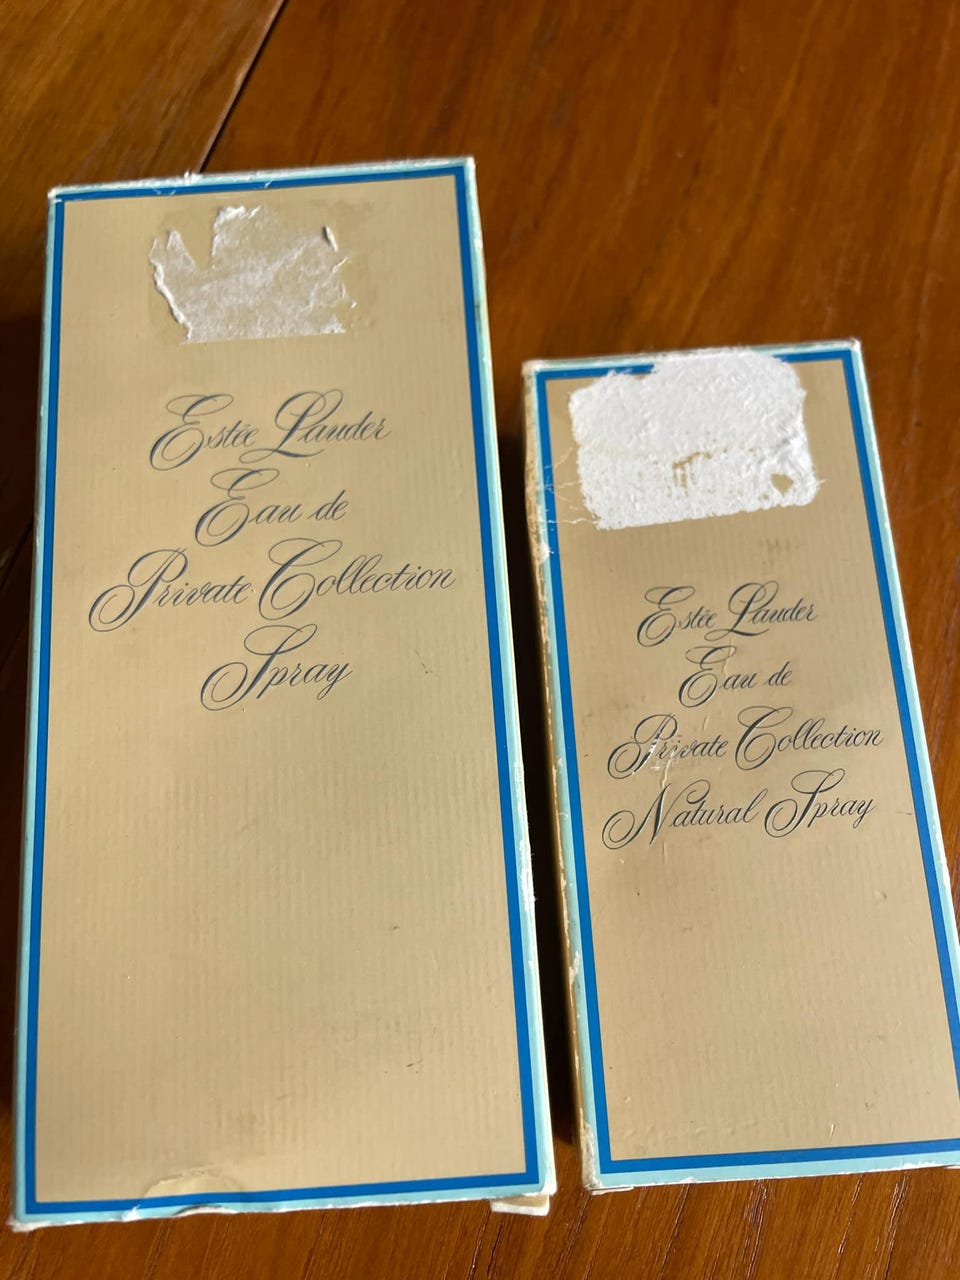 Estée Lauder
Eau de
Private Collection
Spray
Estée Lauder
Eau de
Private Collection
Natural Spray